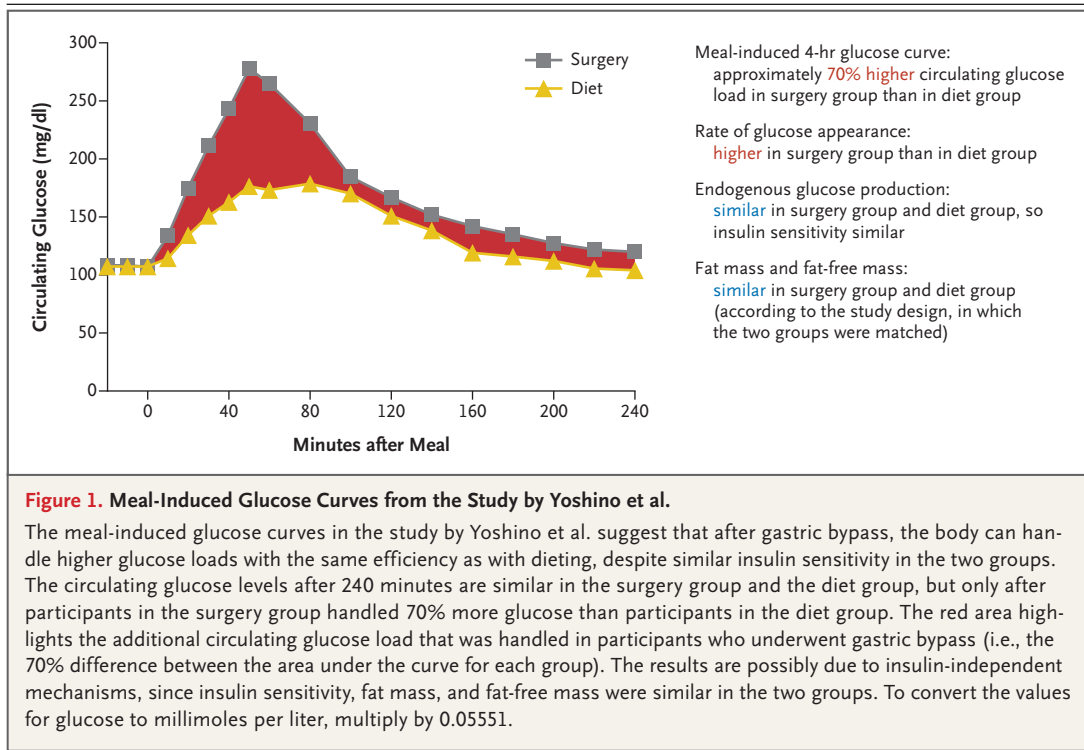 300
250
200
150
100
50
0
Circulating Glucose (mg/dl)
0 40 80 120 160 200 240
Minutes after Meal
Surgery
Diet
Meal-induced 4-hr glucose curve:
approximately 70% higher circulating glucose
load in surgery group than in diet group
Rate of glucose appearance:
higher in surgery group than in diet group
Endogenous glucose production:
similar in surgery group and diet group, so
insulin sensitivity similar
Fat mass and fat-free mass:
similar in surgery group and diet group
(according to the study design, in which
the two groups were matched)
Figure 1. Meal-Induced Glucose Curves from the Study by Yoshino et al.
The meal-induced glucose curves in the study by Yoshino et al. suggest that after gastric bypass, the body can han-
dle higher glucose loads with the same efficiency as with dieting, despite similar insulin sensitivity in the two groups.
The circulating glucose levels after 240 minutes are similar in the surgery group and the diet group, but only after
participants in the surgery group handled 70% more glucose than participants in the diet group. The red area high-
lights the additional circulating glucose load that was handled in participants who underwent gastric bypass (i.e., the
70% difference between the area under the curve for each group). The results are possibly due to insulin-independent
mechanisms, since insulin sensitivity, fat mass, and fat-free mass were similar in the two groups. To convert the values
for glucose to millimoles per liter, multiply by 0.05551.